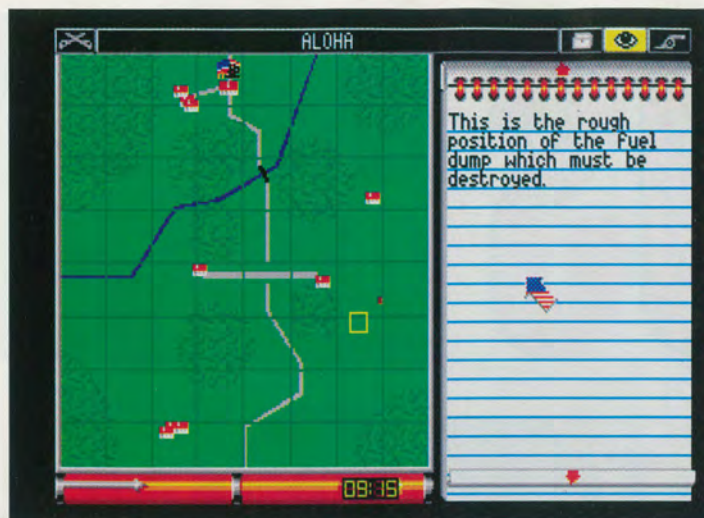 ALOHA
This is the rough
position of the fuel
dump which must be
destroyed.
09:15